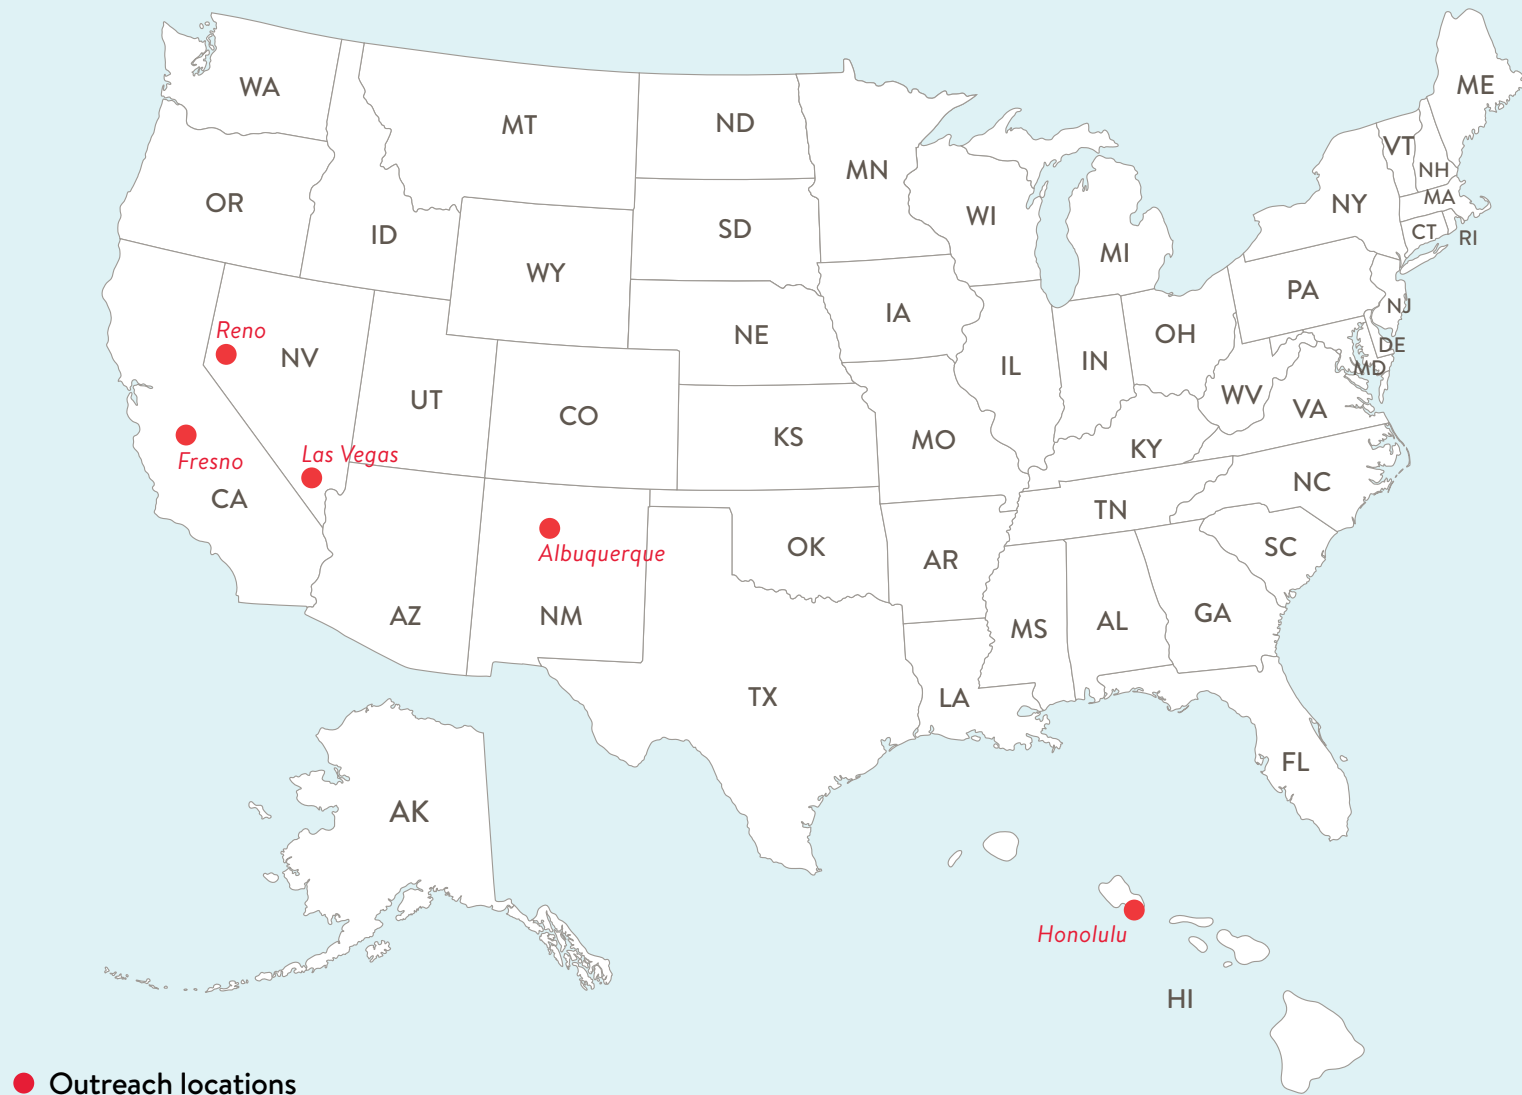 WA
MT
ND
MN
ME
VT
NH
OR
ID
SD
WI
NY
MA
CT
RI
WY
MI
PA
NJ
Reno
NV
NE
IA
IL
IN
OH
DE
MD
UT
CO
KS
MO
WV
VA
KY
Fresno
Las Vegas
CA
NC
TN
Albuquerque
OK
AR
SC
AZ
NM
MS
AL
GA
TX
LA
FL
AK
Honolulu
HI
Outreach locations